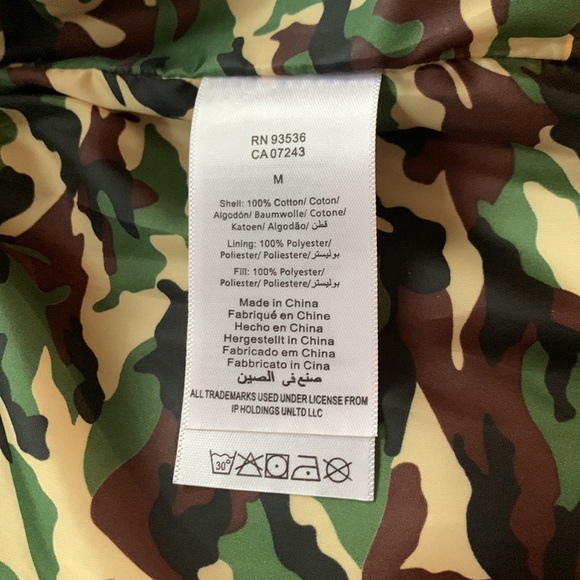 RN 93536
CA 07243
M
Shell: 100% Cotton/ Coton/
Algodón/ Baumwolle/ Cotone/
Katoen/ Algodão/ قطن
Lining: 100% Polyester/
Poliester/ Poliestere/بوليستر
Fill: 100% Polyester/
Poliester/ Poliestere/بوليستر
Made in China
Fabriqué en Chine
Hecho en China
Hergestellt in China
Fabricado em China
Fabbricato in Cina
صنع في الصين
ALL TRADEMARKS USED UNDER LICENSE FROM
IP HOLDINGS UNLTD LLC
30°